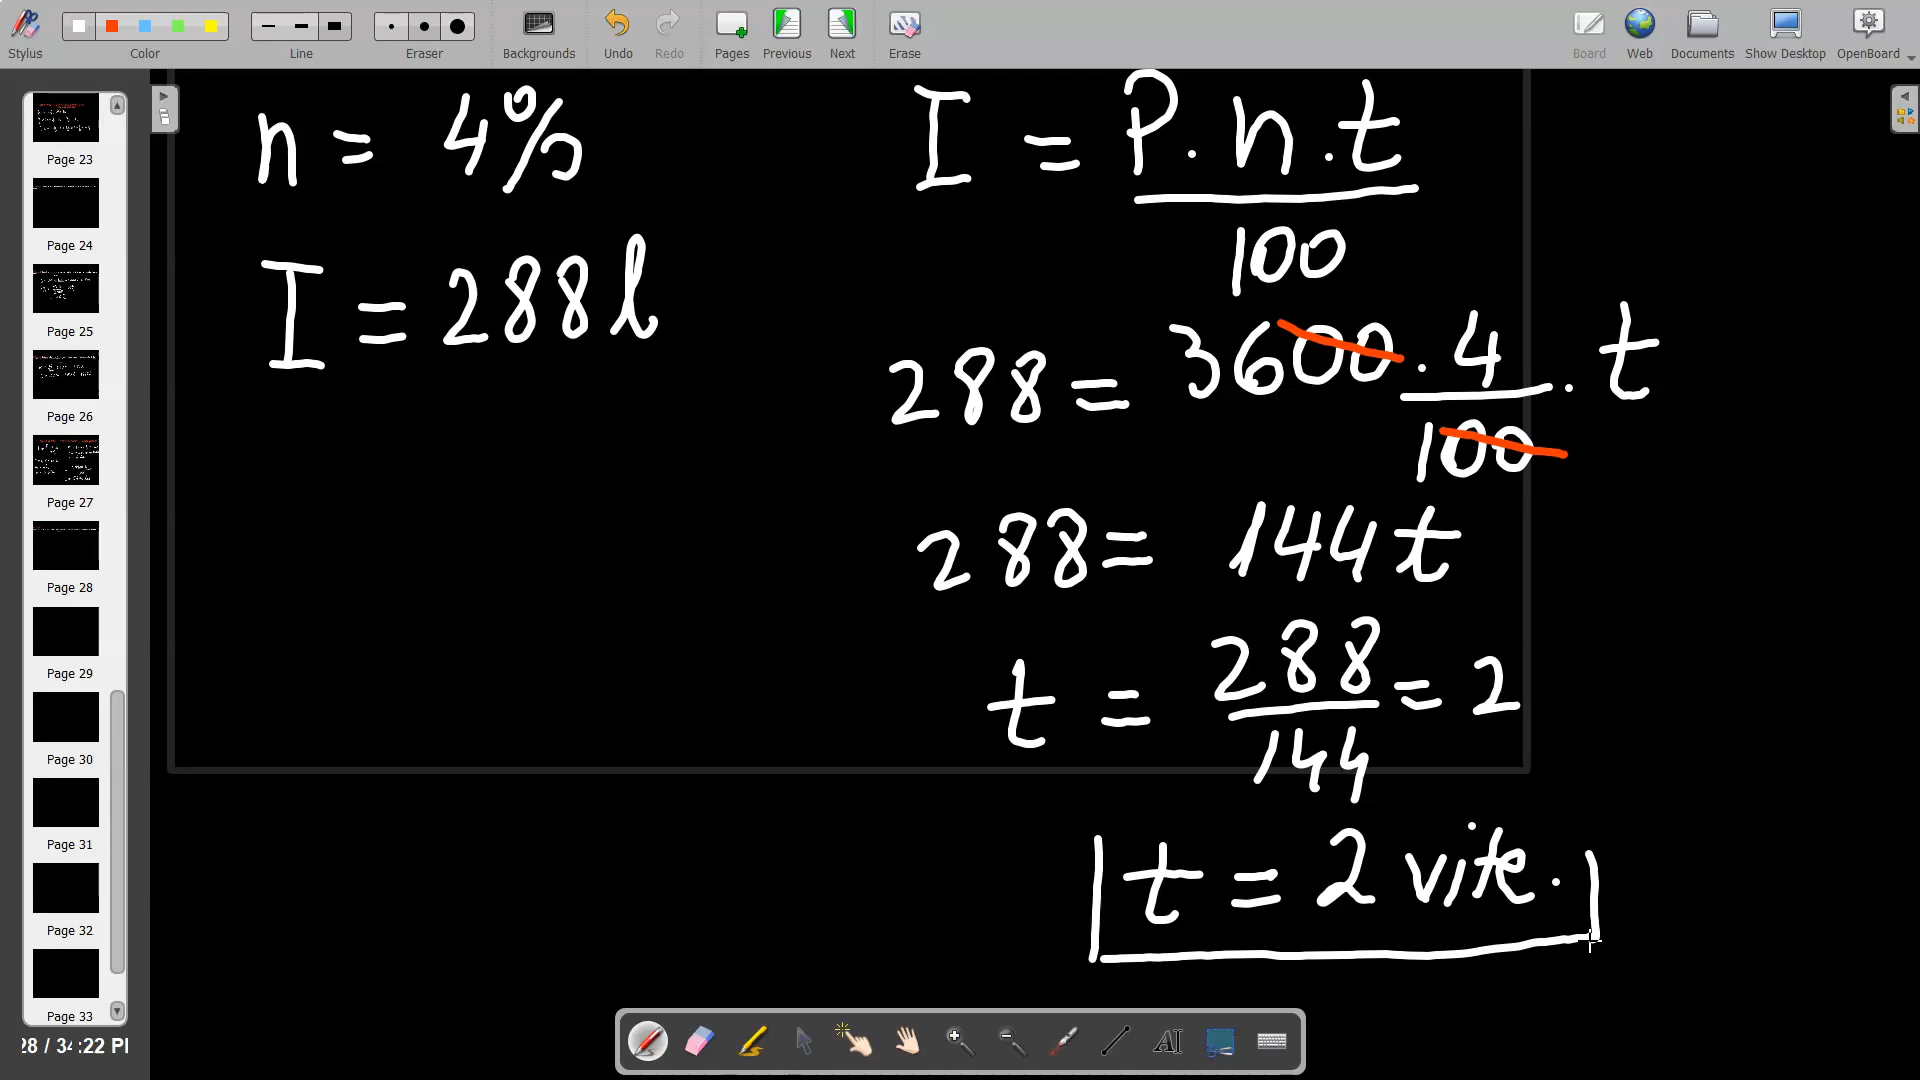 Stylus
Color
Line
Eraser
Backgrounds
Undo
Redo
Pages
Previous
Next
Erase
Board
Web
Documents
Show Desktop
OpenBoard
Page 23
Page 24
Page 25
Page 26
Page 27
Page 28
Page 29
Page 30
Page 31
Page 32
Page 33
n = 4%
I = 288 l
I = P . n . t
100
288 = 3600 . 4 . t
100
288 = 144 t
t = 288 = 2
144
t = 2 vite .